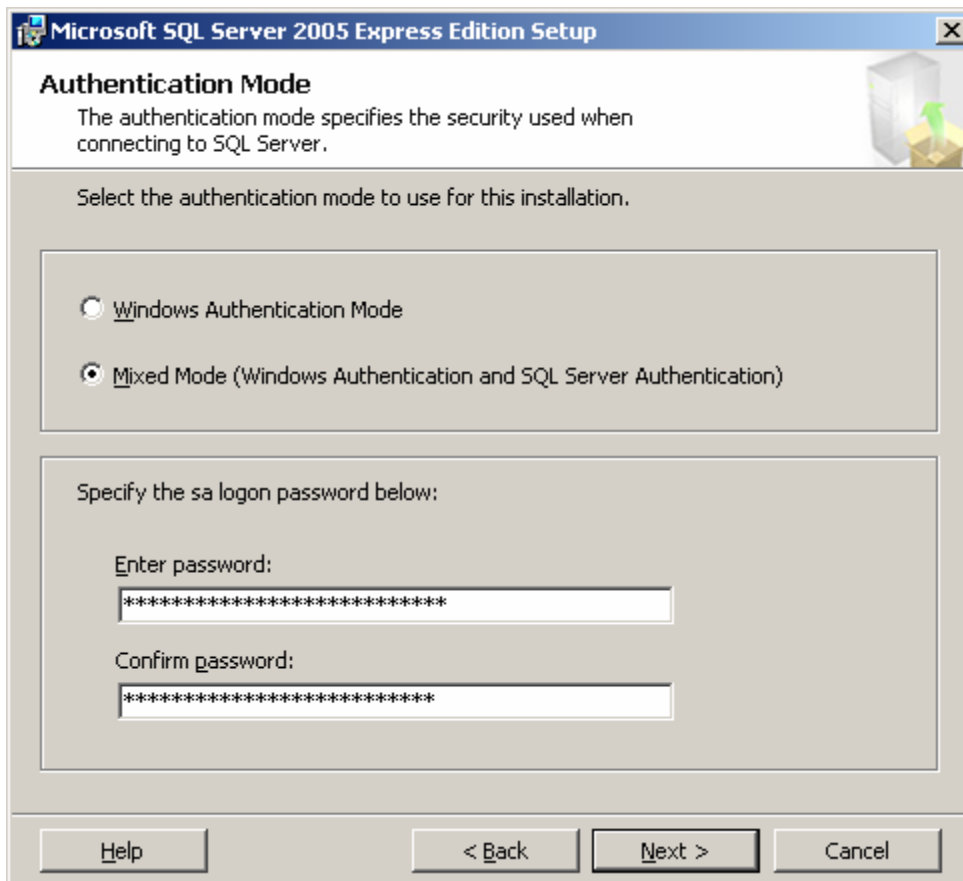 Microsoft SQL Server 2005 Express Edition Setup
Authentication Mode
The authentication mode specifies the security used when
connecting to SQL Server.
Select the authentication mode to use for this installation.
Windows Authentication Mode
Mixed Mode (Windows Authentication and SQL Server Authentication)
Specify the sa logon password below:
Enter password:
***************************
Confirm password:
**************************
Help
< Back
Next >
Cancel